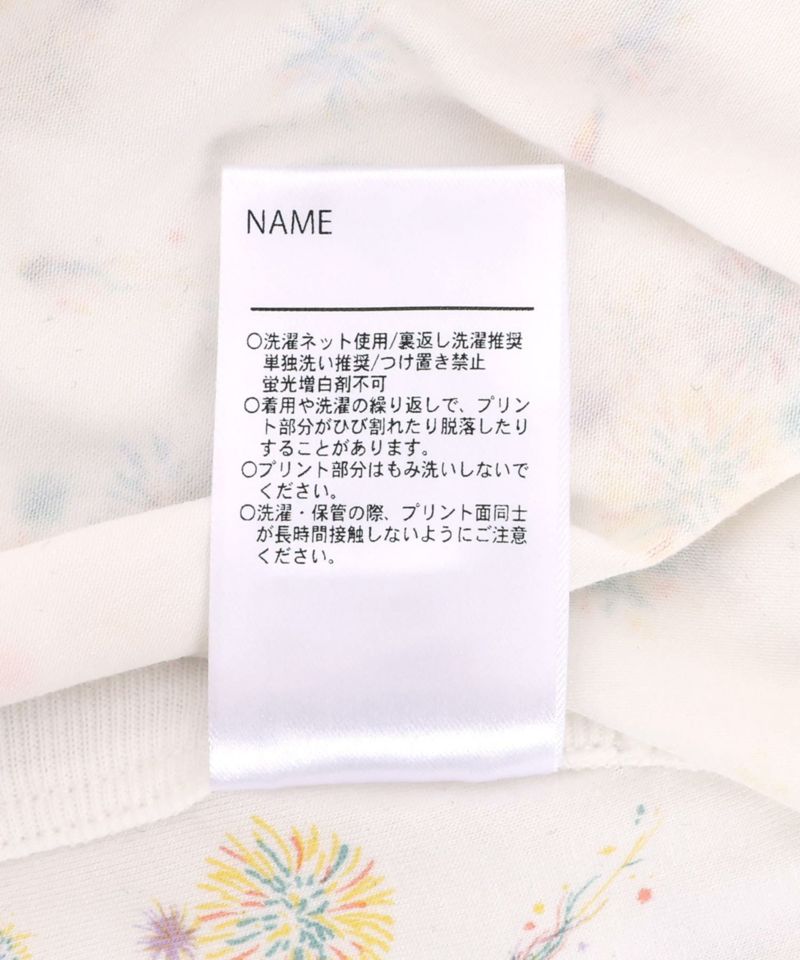 NAME
○洗濯ネット使用/裏返し洗濯推奨
単独洗い推奨/つけ置き禁止
蛍光増白剤不可
○着用や洗濯の繰り返しで、プリン
ト部分がひび割れたり脱落したり
することがあります。
○プリント部分はもみ洗いしないで
ください。
○洗濯・保管の際、プリント面同士
が長時間接触しないようにご注意
ください。